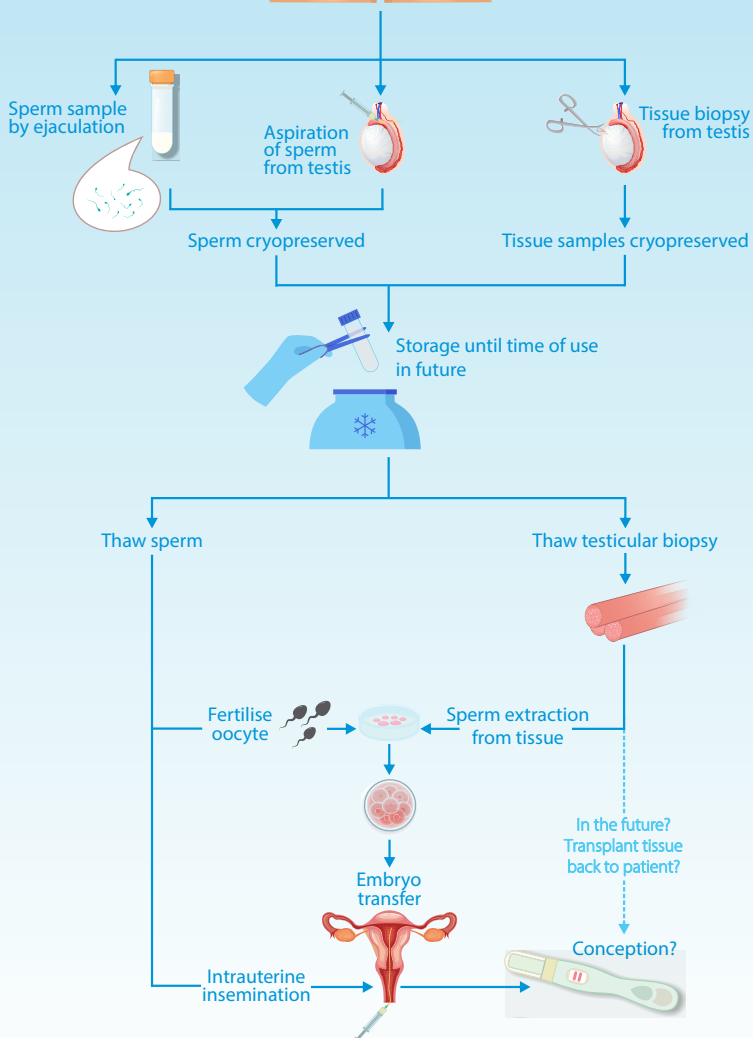 Sperm sample
by ejaculation
Aspiration
of sperm
from testis
Tissue biopsy
from testis
Sperm cryopreserved
Tissue samples cryopreserved
Storage until time of use
in future
Thaw sperm
Thaw testicular biopsy
Fertilise
oocyte
Sperm extraction
from tissue
In the future?
Transplant tissue
back to patient?
Embryo
transfer
Conception?
Intrauterine
insemination